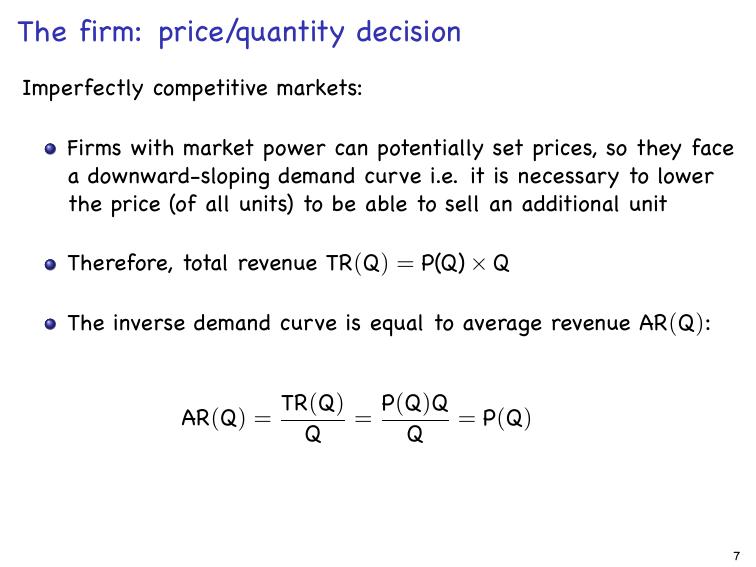 The firm: price/quantity decision
Imperfectly competitive markets:
Firms with market power can potentially set prices, so they face
a downward-sloping demand curve i.e. it is necessary to lower
the price (of all units) to be able to sell an additional unit
Therefore, total revenue TR(Q) = P(Q) × Q
The inverse demand curve is equal to average revenue AR(Q):
AR(Q) = TR(Q)/Q = P(Q)Q/Q = P(Q)
7